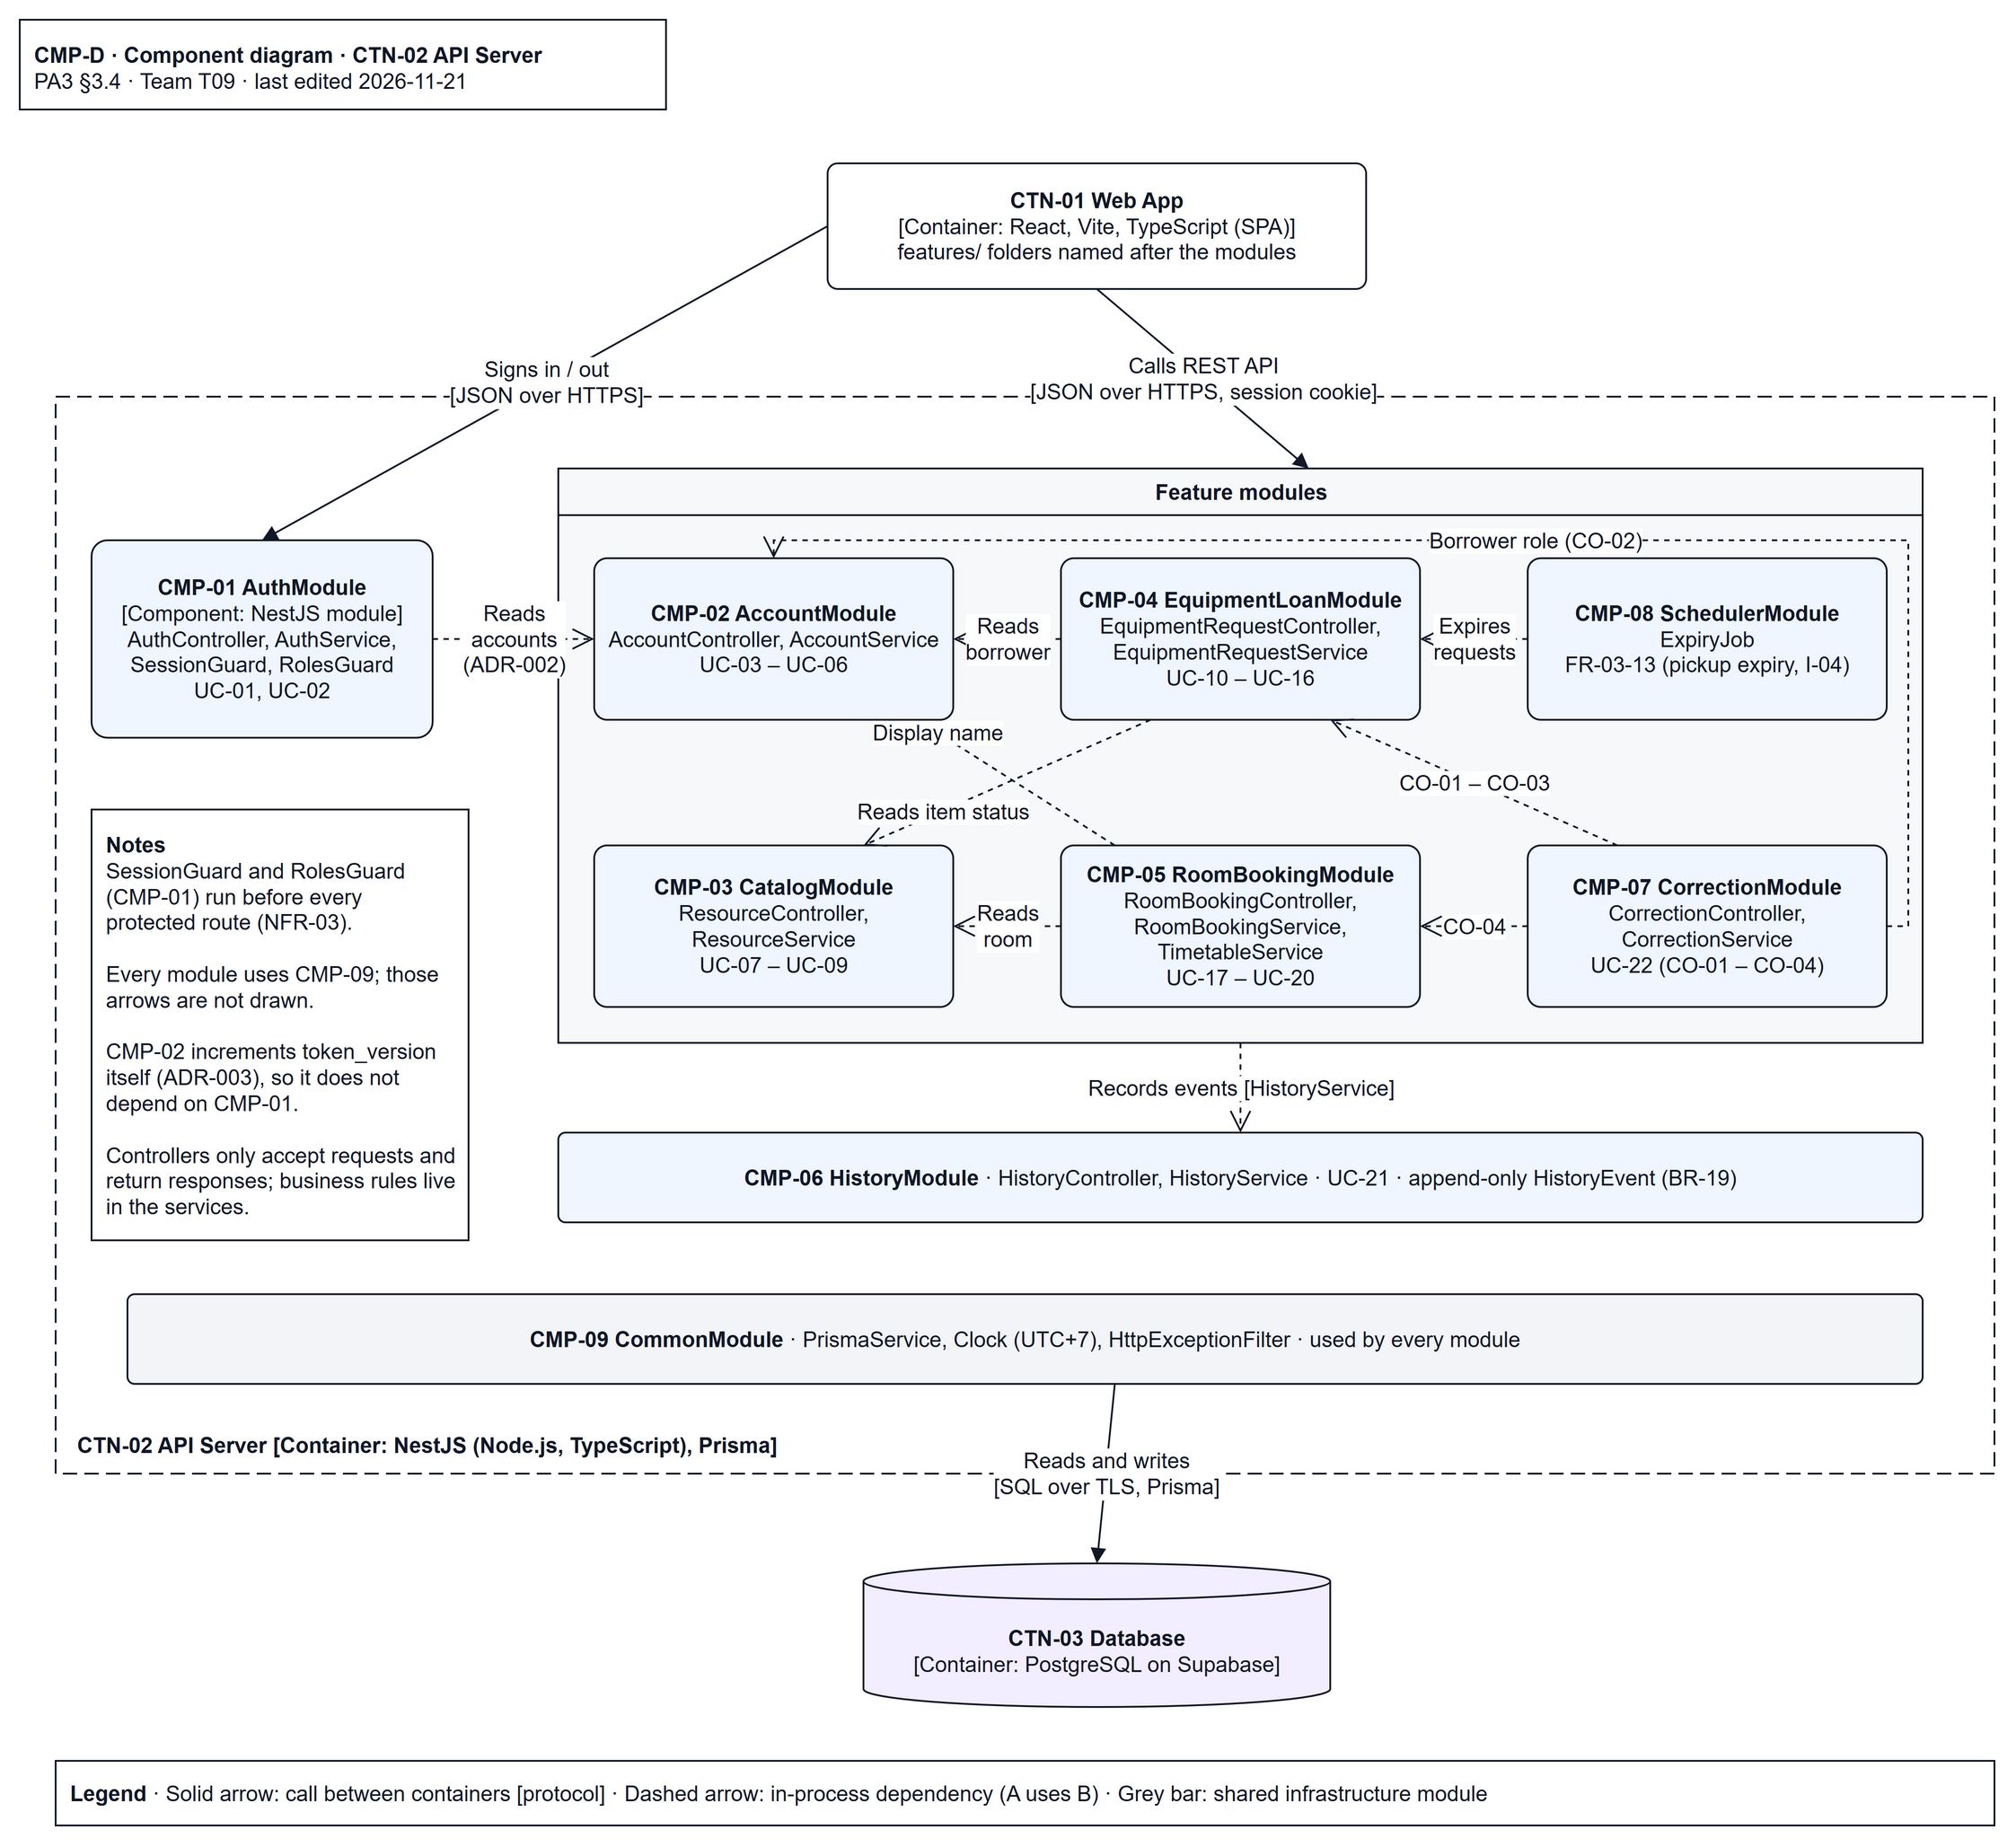 CMP-D · Component diagram · CTN-02 API Server
PA3 §3.4 · Team T09 · last edited 2026-11-21
CTN-01 Web App
[Container: React, Vite, TypeScript (SPA)]
features/ folders named after the modules
Signs in / out
[JSON over HTTPS]
Calls REST API
[JSON over HTTPS, session cookie]
Feature modules
Borrower role (CO-02)
CMP-01 AuthModule
[Component: NestJS module]
AuthController, AuthService,
SessionGuard, RolesGuard
UC-01, UC-02
Reads
accounts
(ADR-002)
CMP-02 AccountModule
AccountController, AccountService
UC-03 – UC-06
Reads
borrower
CMP-04 EquipmentLoanModule
EquipmentRequestController,
EquipmentRequestService
UC-10 – UC-16
Expires
requests
CMP-08 SchedulerModule
ExpiryJob
FR-03-13 (pickup expiry, I-04)
Display name
CO-01 – CO-03
Reads item status
CMP-03 CatalogModule
ResourceController,
ResourceService
UC-07 – UC-09
Reads
room
CMP-05 RoomBookingModule
RoomBookingController,
RoomBookingService,
TimetableService
UC-17 – UC-20
CO-04
CMP-07 CorrectionModule
CorrectionController,
CorrectionService
UC-22 (CO-01 – CO-04)
Notes
SessionGuard and RolesGuard
(CMP-01) run before every
protected route (NFR-03).
Every module uses CMP-09; those
arrows are not drawn.
CMP-02 increments token_version
itself (ADR-003), so it does not
depend on CMP-01.
Controllers only accept requests and
return responses; business rules live
in the services.
Records events [HistoryService]
CMP-06 HistoryModule · HistoryController, HistoryService · UC-21 · append-only HistoryEvent (BR-19)
CMP-09 CommonModule · PrismaService, Clock (UTC+7), HttpExceptionFilter · used by every module
CTN-02 API Server [Container: NestJS (Node.js, TypeScript), Prisma]
Reads and writes
[SQL over TLS, Prisma]
CTN-03 Database
[Container: PostgreSQL on Supabase]
Legend · Solid arrow: call between containers [protocol] · Dashed arrow: in-process dependency (A uses B) · Grey bar: shared infrastructure module